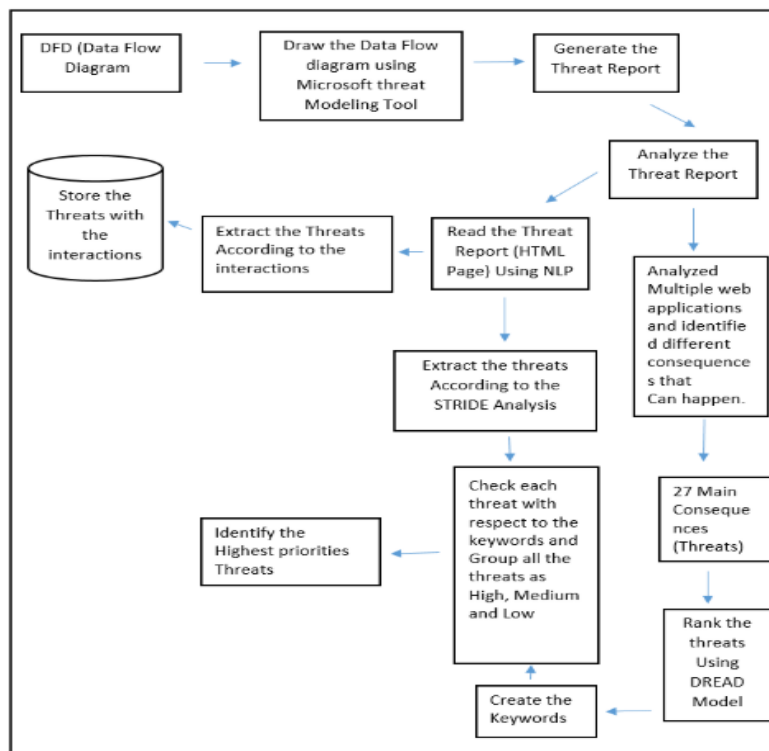 DFD (Data Flow
Diagram
Draw the Data Flow
diagram using
Microsoft threat
Modeling Tool
Generate the
Threat Report
Analyze the
Threat Report
Store the
Threats with
the
interactions
Extract the Threats
According to the
interactions
Read the Threat
Report (HTML
Page) Using NLP
Analyzed
Multiple web
applications
and identifie
d different
consequence
s that
Can happen.
Extract the threats
According to the
STRIDE Analysis
Check each
threat with
respect to the
keywords and
Group all the
threats as
High, Medium
and Low
27 Main
Conseque
nces
(Threats)
Identify the
Highest priorities
Threats
Rank the
threats
Using
DREAD
Model
Create the
Keywords